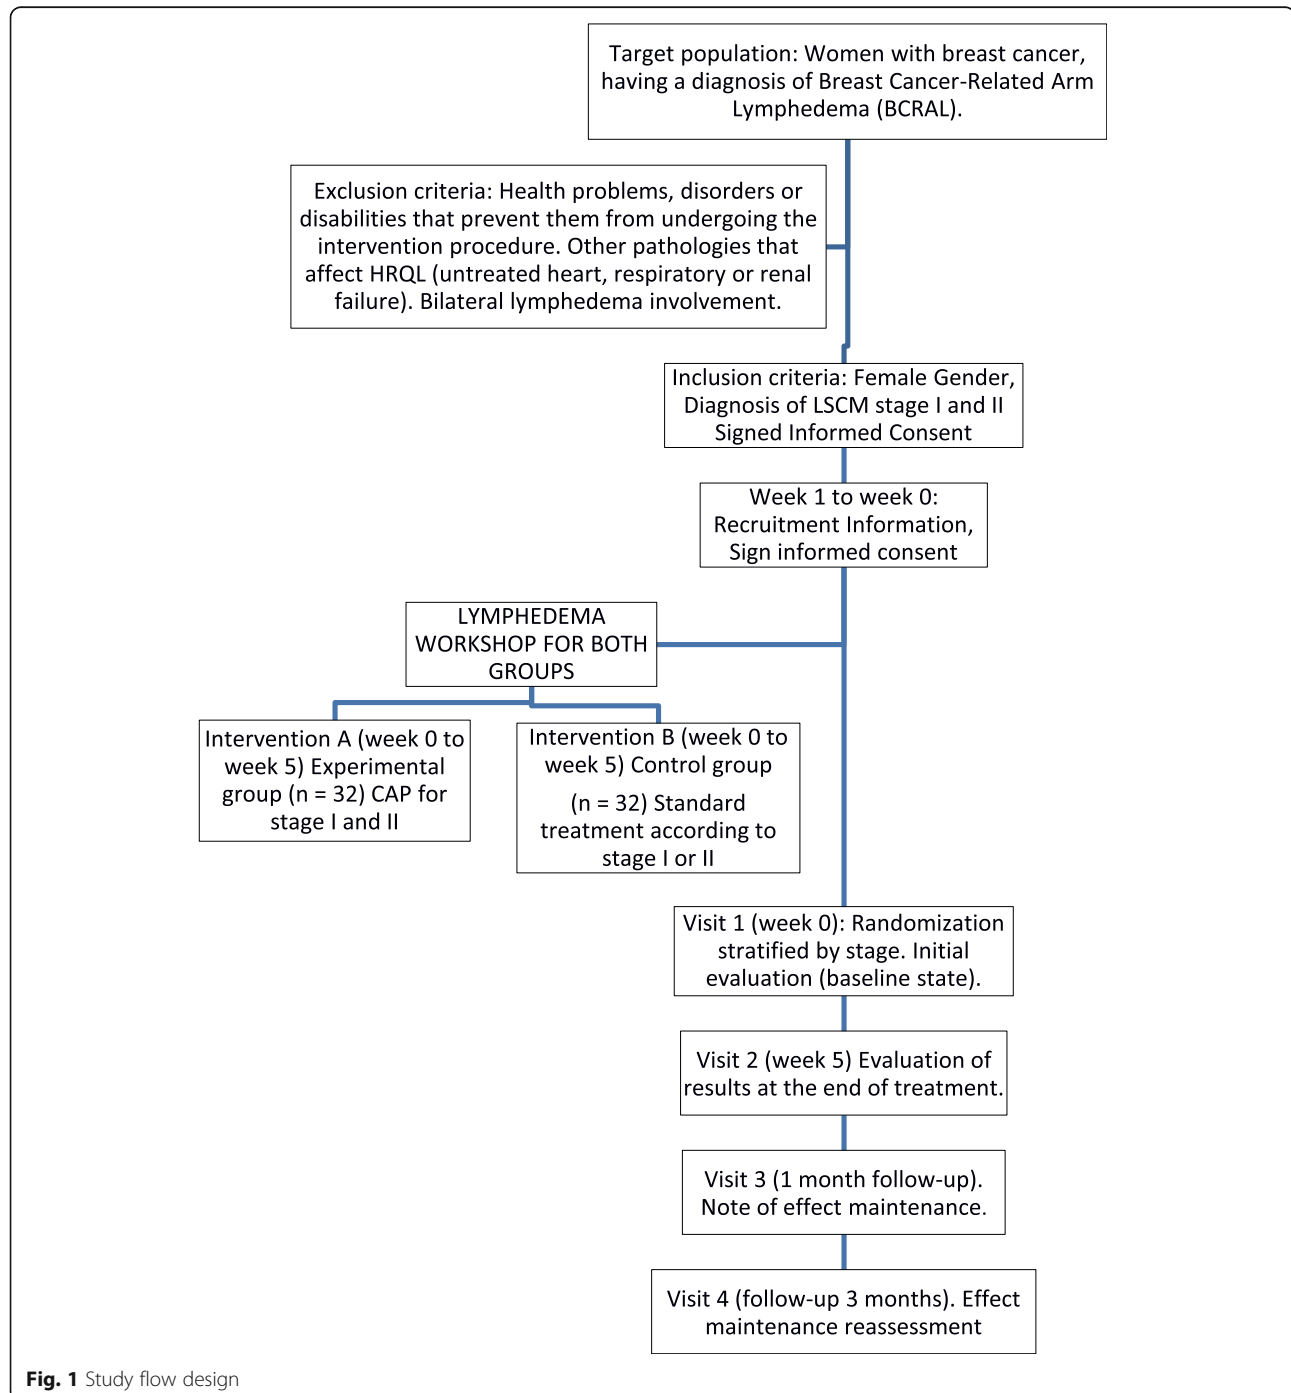 Target population: Women with breast cancer,
having a diagnosis of Breast Cancer-Related Arm
Lymphedema (BCRAL).
Exclusion criteria: Health problems, disorders or
disabilities that prevent them from undergoing the
intervention procedure. Other pathologies that
affect HRQL (untreated heart, respiratory or renal
failure). Bilateral lymphedema involvement.
Inclusion criteria: Female Gender,
Diagnosis of LSCM stage I and II
Signed Informed Consent
Week 1 to week 0:
Recruitment Information,
Sign informed consent
LYMPHEDEMA
WORKSHOP FOR BOTH
GROUPS
Intervention A (week 0 to
week 5) Experimental
group (n = 32) CAP for
stage I and II
Intervention B (week 0 to
week 5) Control group
(n = 32) Standard
treatment according to
stage I or II
Visit 1 (week 0): Randomization
stratified by stage. Initial
evaluation (baseline state).
Visit 2 (week 5) Evaluation of
results at the end of treatment.
Visit 3 (1 month follow-up).
Note of effect maintenance.
Visit 4 (follow-up 3 months). Effect
maintenance reassessment
Fig. 1 Study flow design